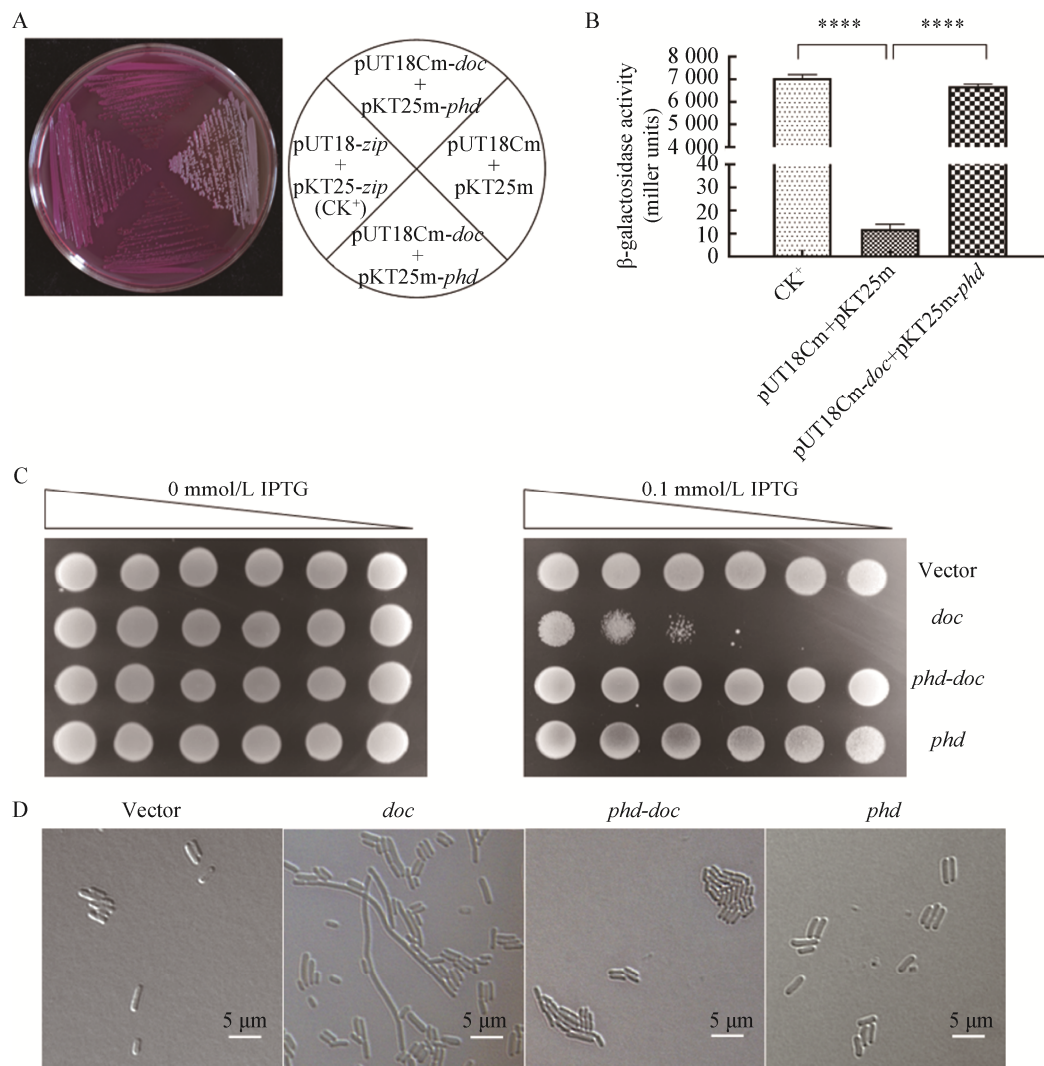 A
pUT18Cm-doc
+
pKT25m-phd
pUT18-zip
+
pKT25-zip
(CK⁺)
pUT18Cm
+
pKT25m
pUT18Cm-doc
+
pKT25m-phd
B
**** ****
β-galactosidase activity
(miller units)
8 000
7 000
6 000
5 000
4 000
40
30
20
10
0
CK⁺
pUT18Cm+pKT25m
pUT18Cm-doc+pKT25m-phd
C
0 mmol/L IPTG
0.1 mmol/L IPTG
Vector
doc
phd-doc
phd
D
Vector
doc
phd-doc
phd
5 μm
5 μm
5 μm
5 μm